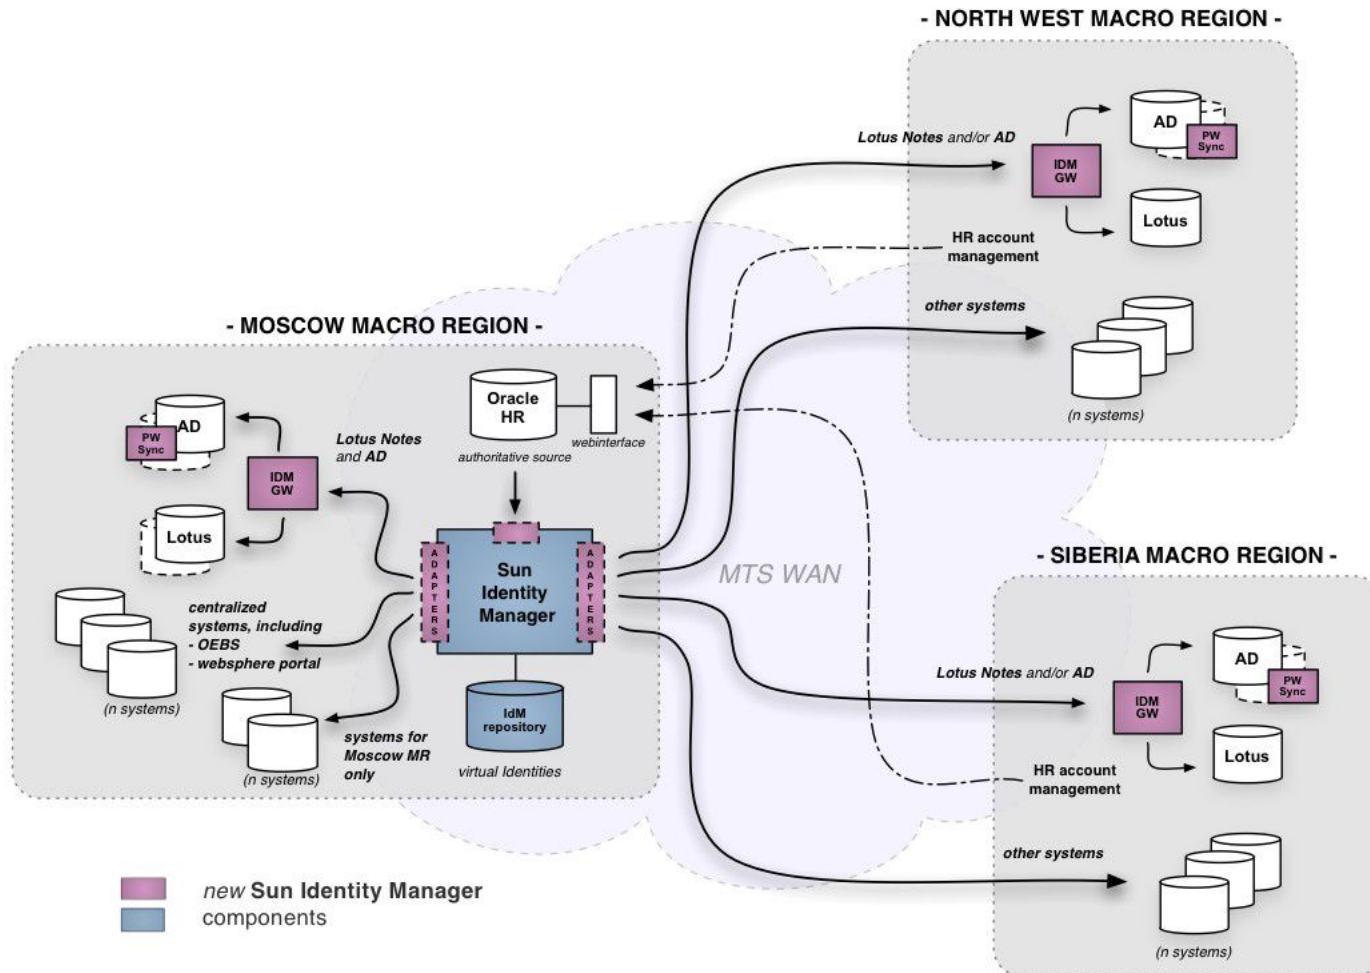 - NORTH WEST MACRO REGION -
Lotus Notes and/or AD
IDM
GW
AD
PW
Sync
Lotus
HR account
management
other systems
(n systems)
- MOSCOW MACRO REGION -
AD
PW
Sync
Lotus
IDM
GW
Lotus Notes
and AD
Oracle
HR
authoritative source
webinterface
ADAPTERS
Sun
Identity
Manager
ADAPTERS
IdM
repository
virtual Identities
centralized
systems, including
- OEBS
- websphere portal
(n systems)
systems for
Moscow MR
only
(n systems)
MTS WAN
- SIBERIA MACRO REGION -
Lotus Notes and/or AD
IDM
GW
AD
PW
Sync
Lotus
HR account
management
other systems
(n systems)
new Sun Identity Manager
components